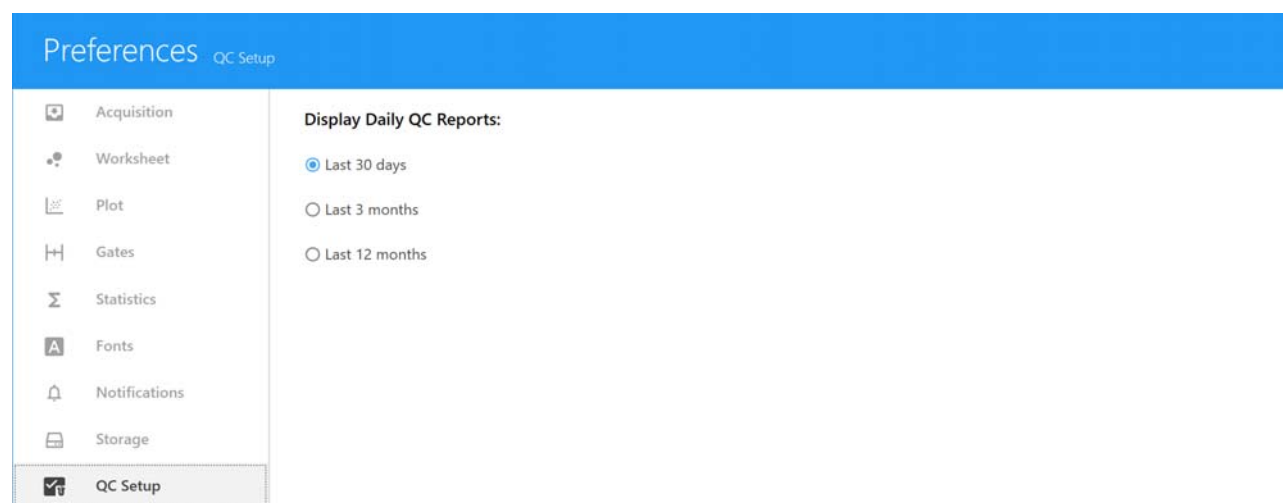 Preferences QC Setup
Acquisition
Worksheet
Plot
Gates
Statistics
Fonts
Notifications
Storage
QC Setup
Display Daily QC Reports:
Last 30 days
Last 3 months
Last 12 months